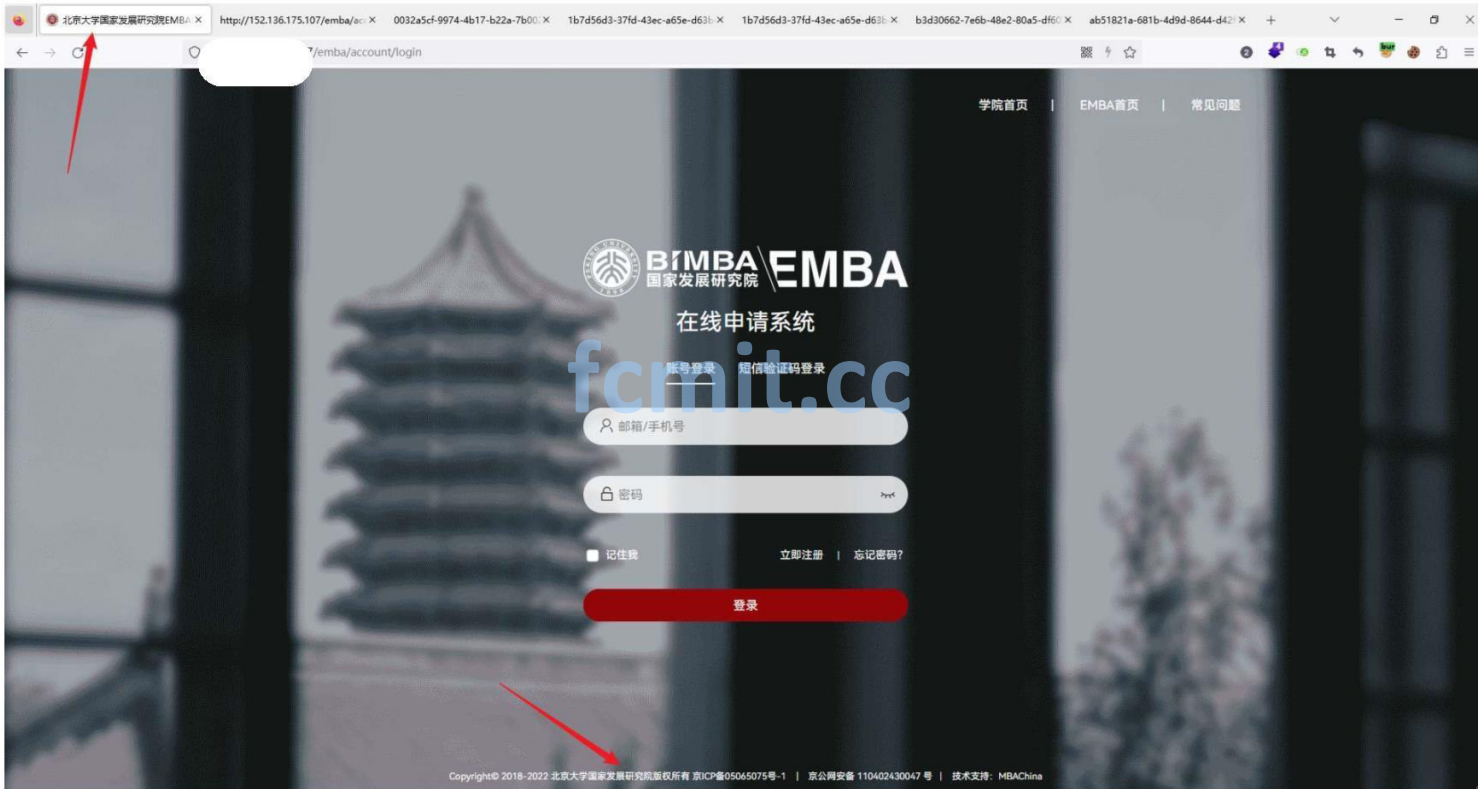 北京大学国家发展研究院EMBA
http://152.136.175.107/emba/acc
0032a5cf-9974-4b17-b22a-7b00
1b7d56d3-37fd-43ec-a65e-d63b
1b7d56d3-37fd-43ec-a65e-d63b
b3d30662-7e6b-48e2-80a5-df60
ab51821a-681b-4d9d-8644-d42f
/emba/account/login
学院首页 | EMBA首页 | 常见问题
BIMBA EMBA
国家发展研究院
在线申请系统
fcmit.cc
账号登录 短信验证码登录
邮箱/手机号
密码
记住我 立即注册 | 忘记密码?
登录
Copyright© 2018-2022 北京大学国家发展研究院版权所有 京ICP备05065075号-1 | 京公网安备 110402430047 号 | 技术支持：MBAChina